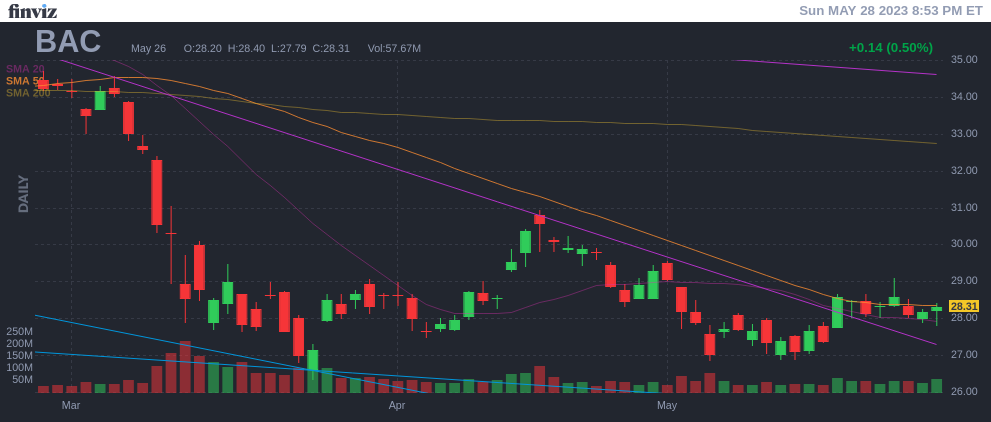 finviz
Sun MAY 28 2023 8:53 PM ET
BAC
May 26 O:28.20 H:28.40 L:27.79 C:28.31 Vol:57.67M
+0.14 (0.50%)
SMA 20
SMA 50
SMA 200
DAILY
35.00
34.00
33.00
32.00
31.00
30.00
29.00
28.31
28.00
27.00
26.00
250M
200M
150M
100M
50M
Mar
Apr
May